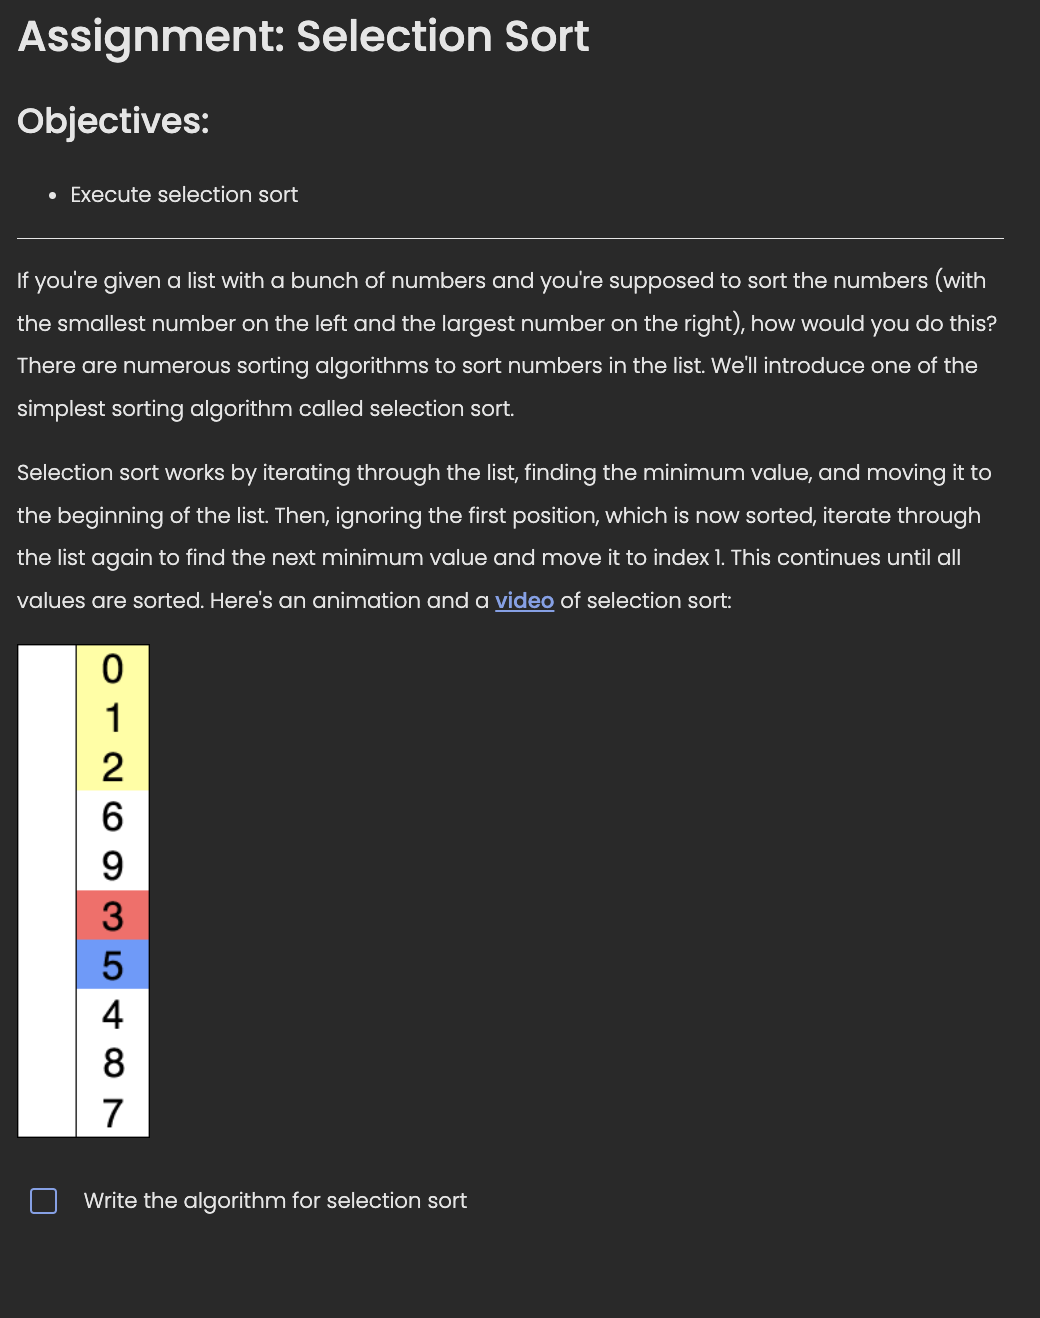 Assignment: Selection Sort
Objectives:
• Execute selection sort
If you're given a list with a bunch of numbers and you're supposed to sort the numbers (with
the smallest number on the left and the largest number on the right), how would you do this?
There are numerous sorting algorithms to sort numbers in the list. We'll introduce one of the
simplest sorting algorithm called selection sort.
Selection sort works by iterating through the list, finding the minimum value, and moving it to
the beginning of the list. Then, ignoring the first position, which is now sorted, iterate through
the list again to find the next minimum value and move it to index 1. This continues until all
values are sorted. Here's an animation and a video of selection sort:
0
1
2
6
9
3
5
4
8
7
Write the algorithm for selection sort